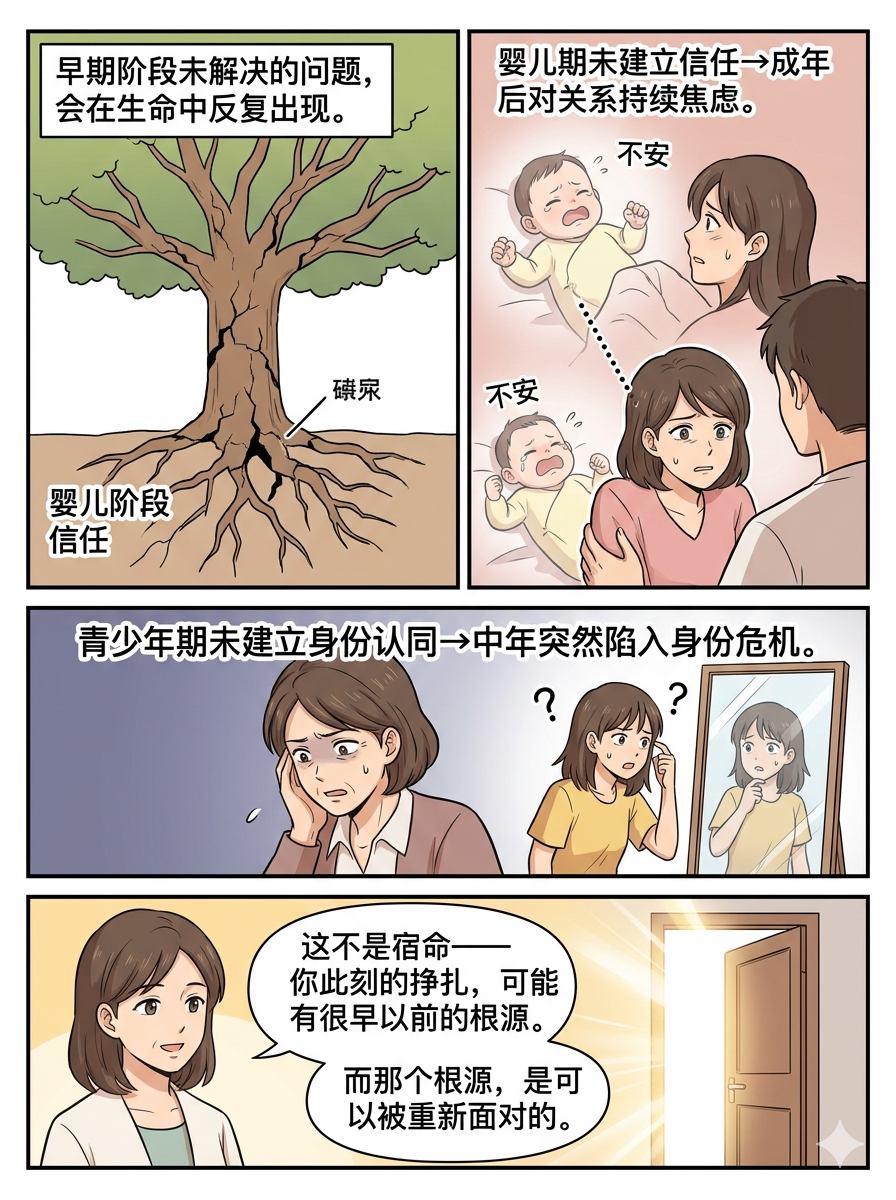 早期阶段未解决的问题，
会在生命中反复出现。
婴儿阶段
信任
婴儿期未建立信任→成年
后对关系持续焦虑。
不安
不安
青少年期未建立身份认同→中年突然陷入身份危机。
?
?
这不是宿命——
你此刻的挣扎，可能
有很早以前的根源。
而那个根源，是可
以被重新面对的。